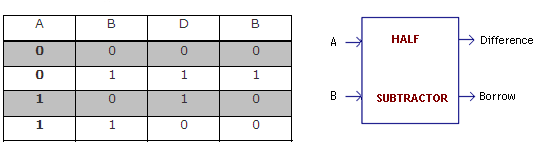 A B D B
0 0 0 0
0 1 1 1
1 0 1 0
1 1 0 0
A HALF Difference
B SUBTRACTOR Borrow